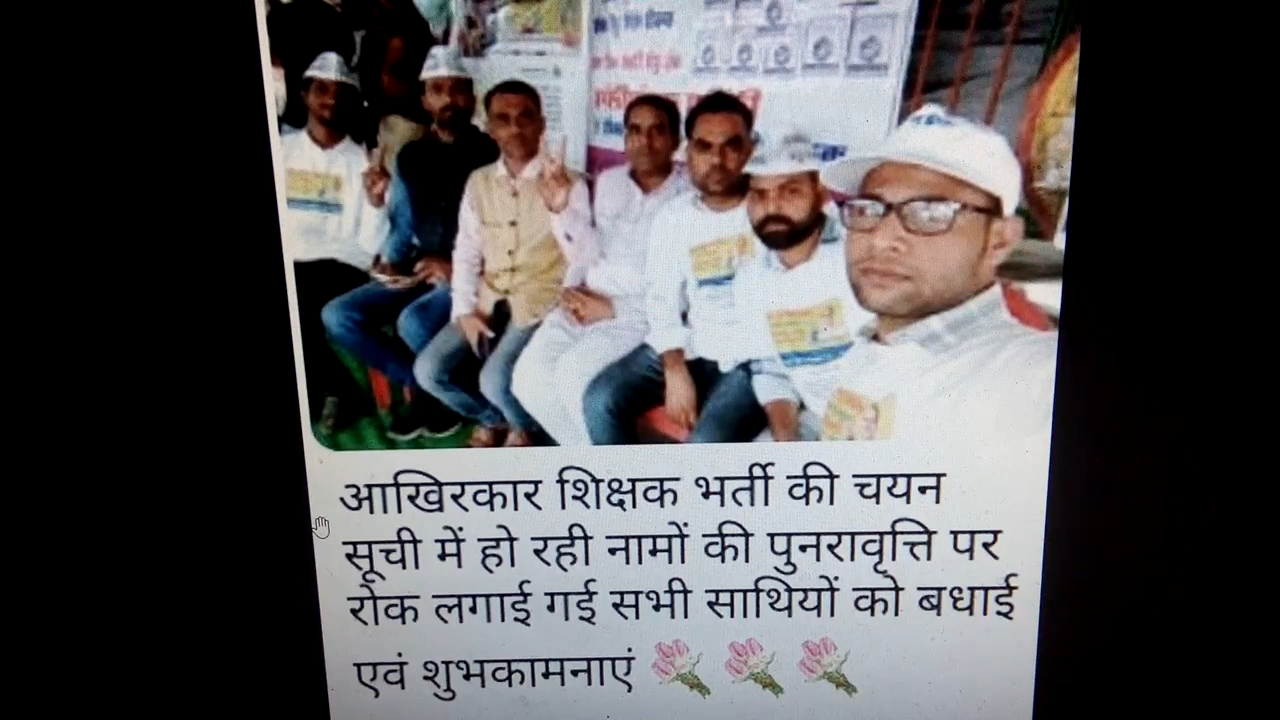 आखिरकार शिक्षक भर्ती की चयन
सूची में हो रही नामों की पुनरावृत्ति पर
रोक लगाई गई सभी साथियों को बधाई
एवं शुभकामनाएं